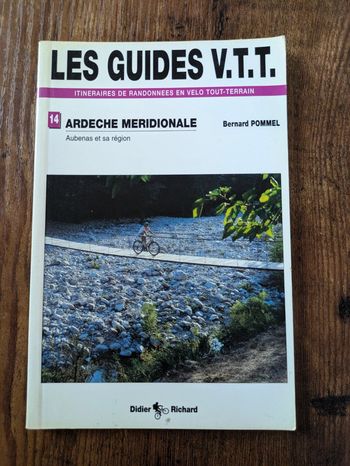 LES GUIDES V.T.T.
ITINERAIRES DE RANDONNEES EN VELO TOUT-TERRAIN
14 ARDECHE MERIDIONALE Bernard POMMEL
Aubenas et sa région
Didier Richard